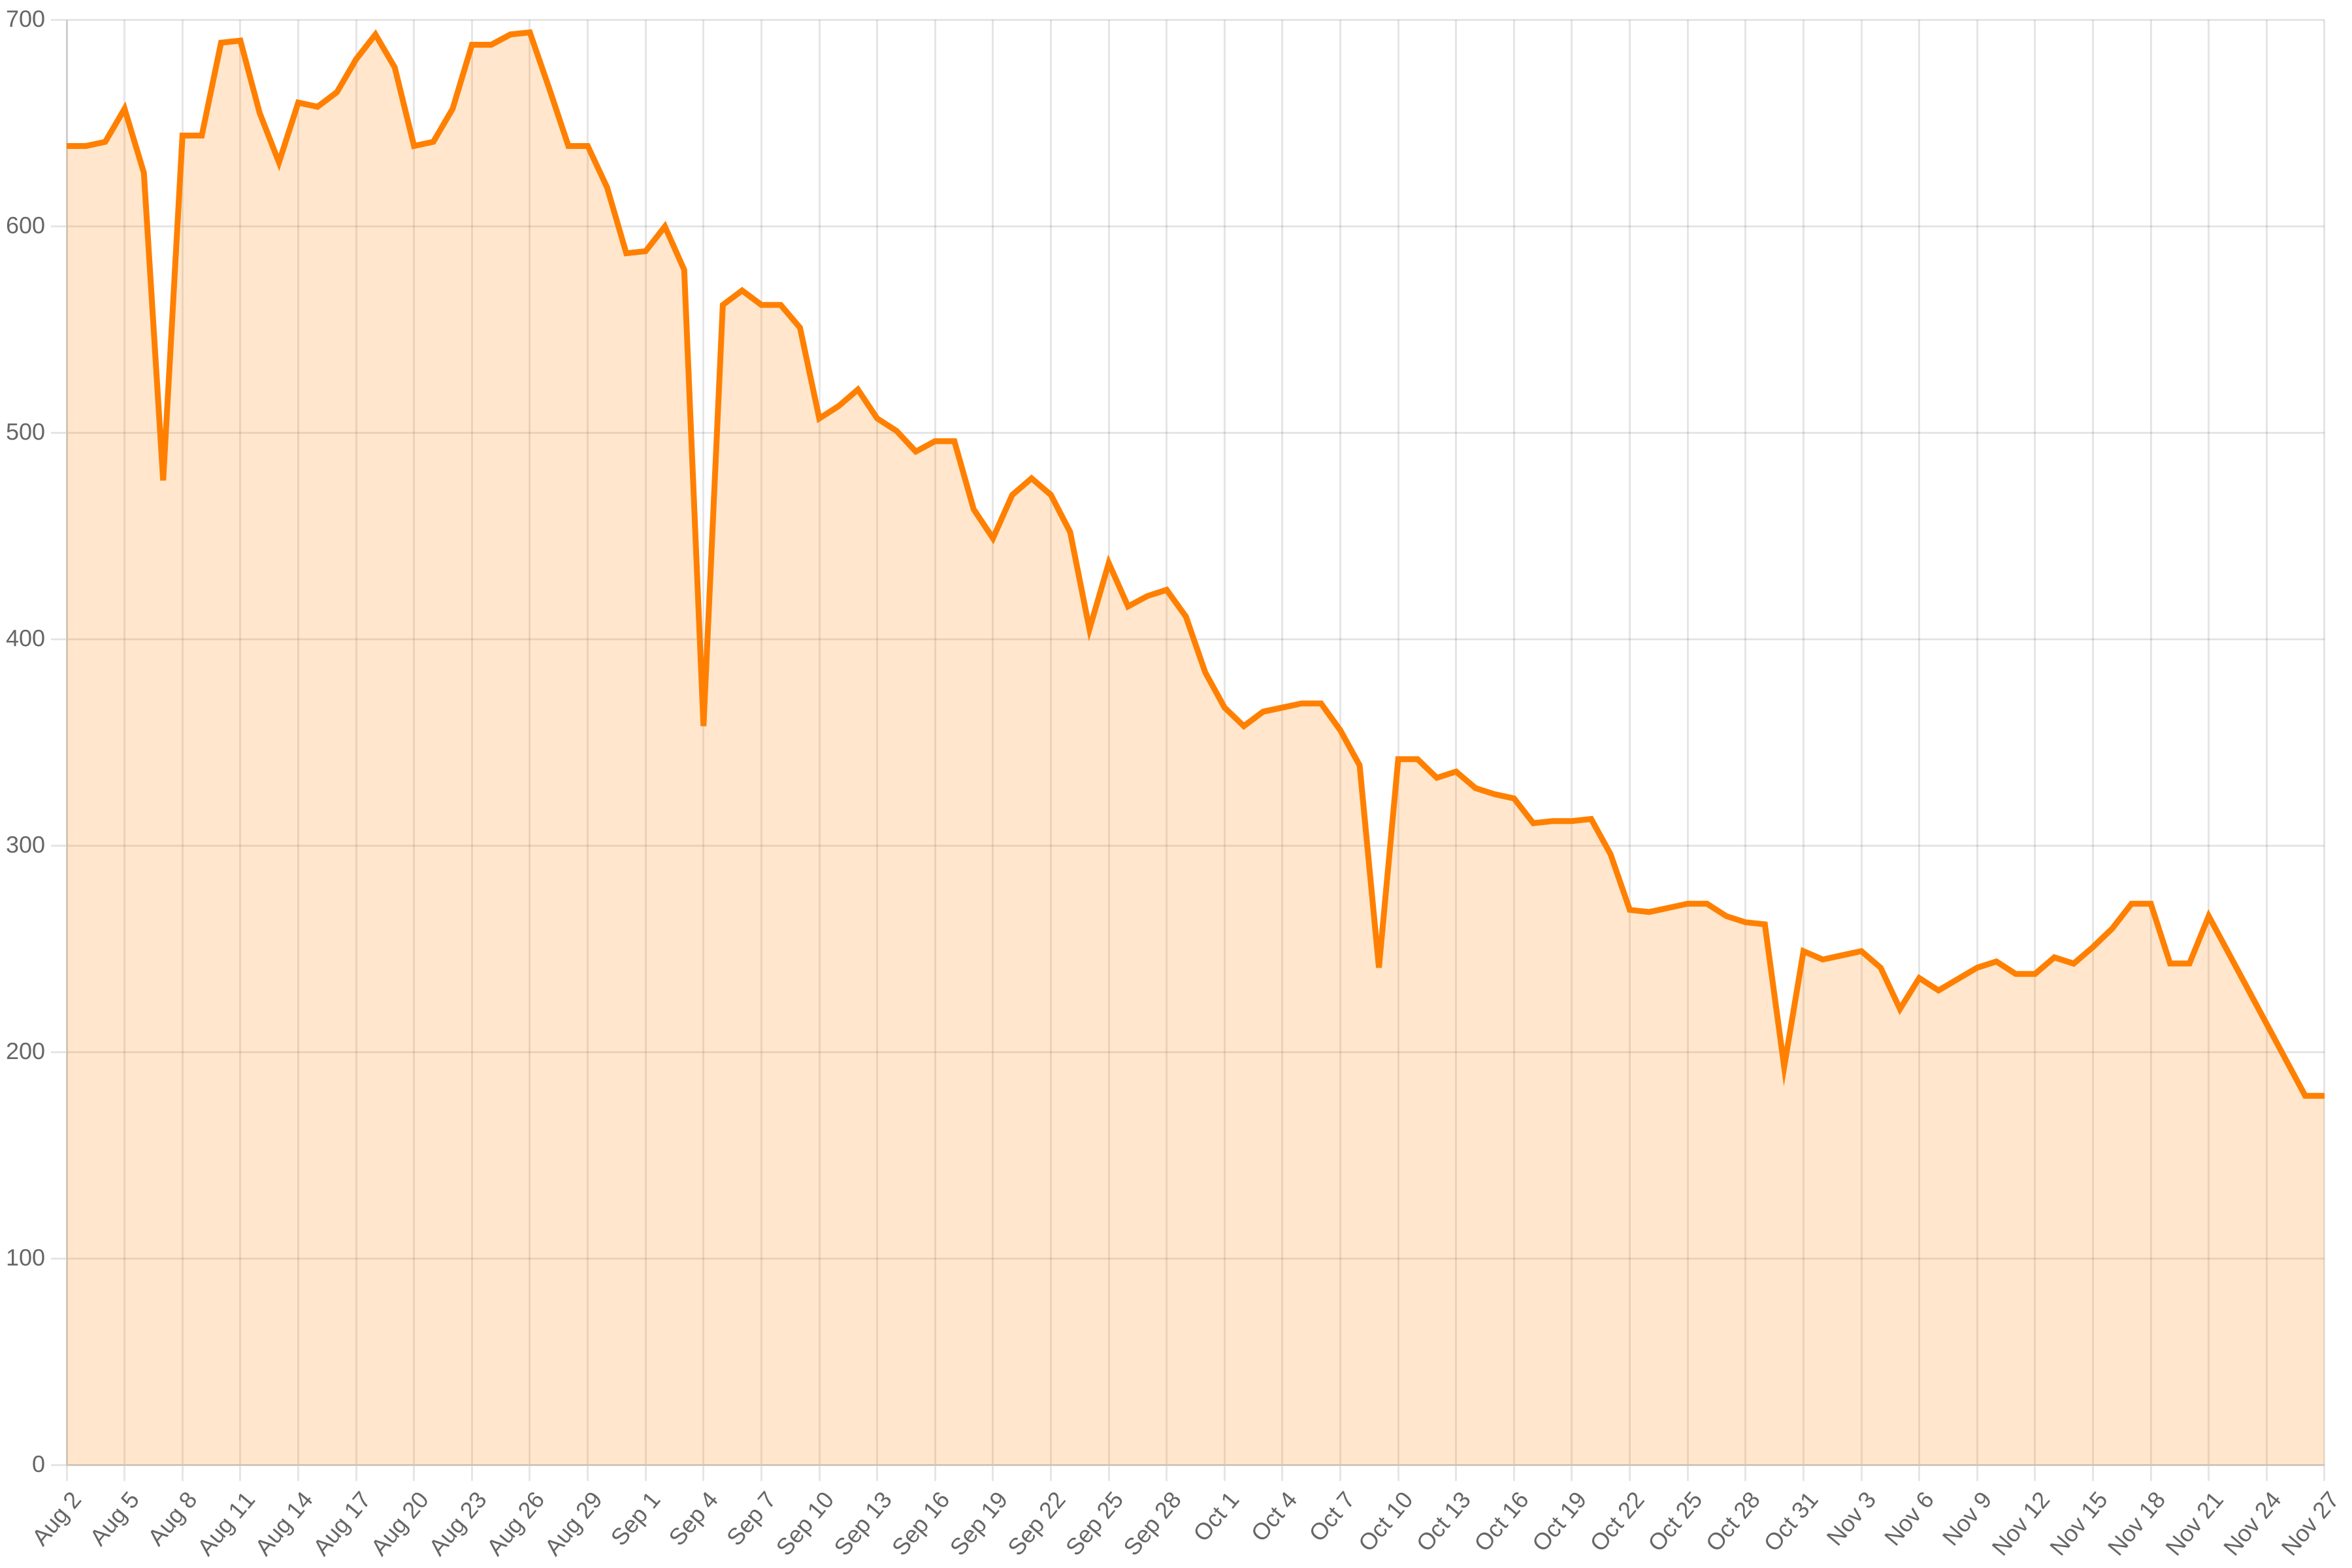 700
600
500
400
300
200
100
0
Aug 2
Aug 5
Aug 8
Aug 11
Aug 14
Aug 17
Aug 20
Aug 23
Aug 26
Aug 29
Sep 1
Sep 4
Sep 7
Sep 10
Sep 13
Sep 16
Sep 19
Sep 22
Sep 25
Sep 28
Oct 1
Oct 4
Oct 7
Oct 10
Oct 13
Oct 16
Oct 19
Oct 22
Oct 25
Oct 28
Oct 31
Nov 3
Nov 6
Nov 9
Nov 12
Nov 15
Nov 18
Nov 21
Nov 24
Nov 27